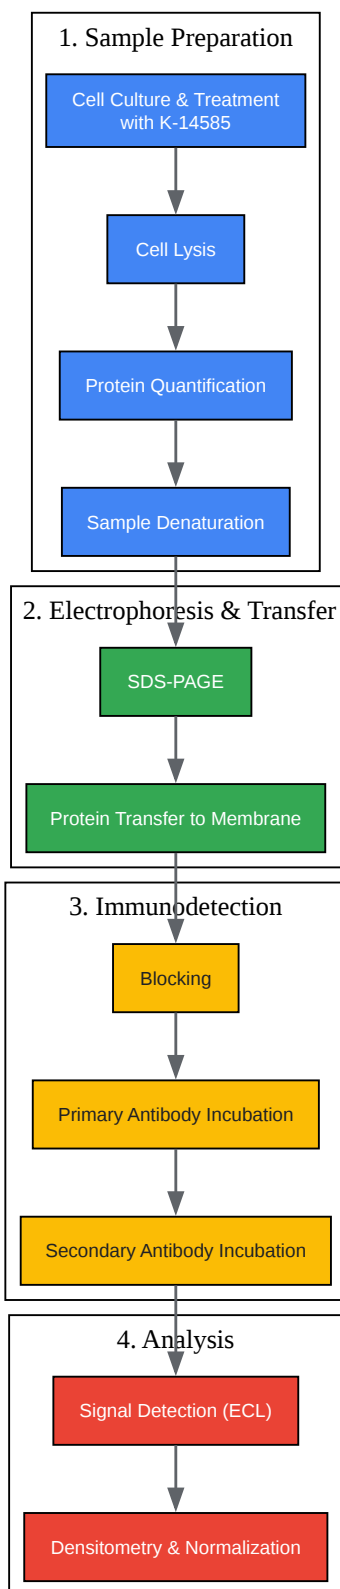 1. Sample Preparation
Cell Culture & Treatment
with K-14585
Cell Lysis
Protein Quantification
Sample Denaturation
2. Electrophoresis & Transfer
SDS-PAGE
Protein Transfer to Membrane
3. Immunodetection
Blocking
Primary Antibody Incubation
Secondary Antibody Incubation
4. Analysis
Signal Detection (ECL)
Densitometry & Normalization